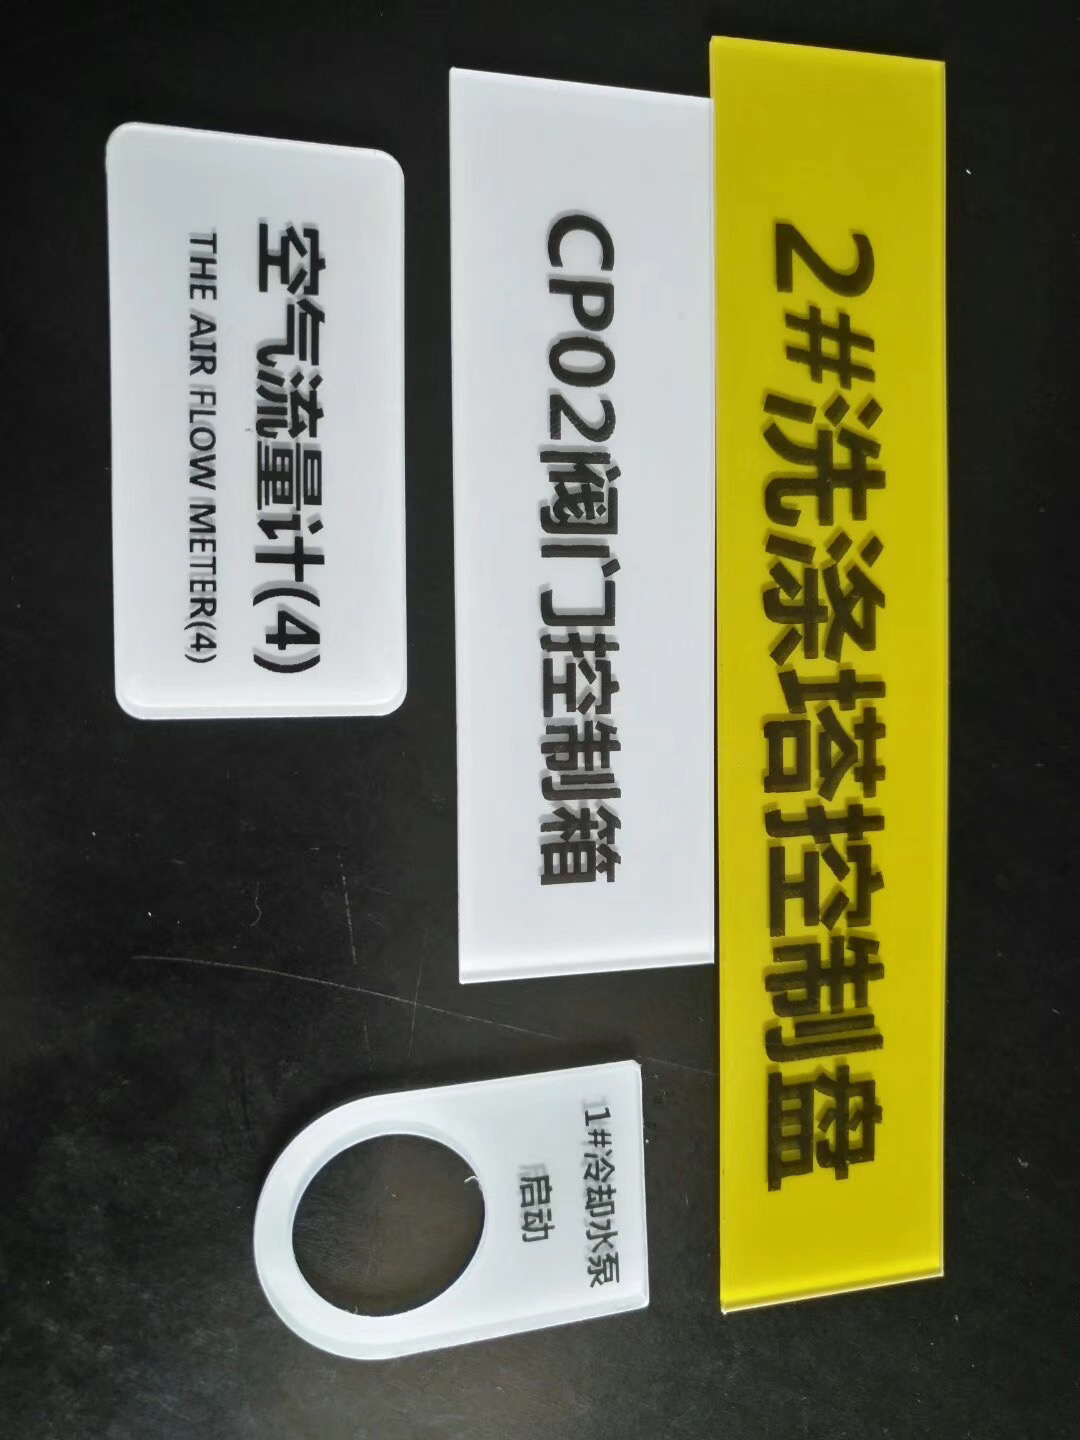 2#洗涤塔控制盘
CP02阀门控制箱
空气流量计(4)
THE AIR FLOW METER(4)
1#冷却水泵
启动